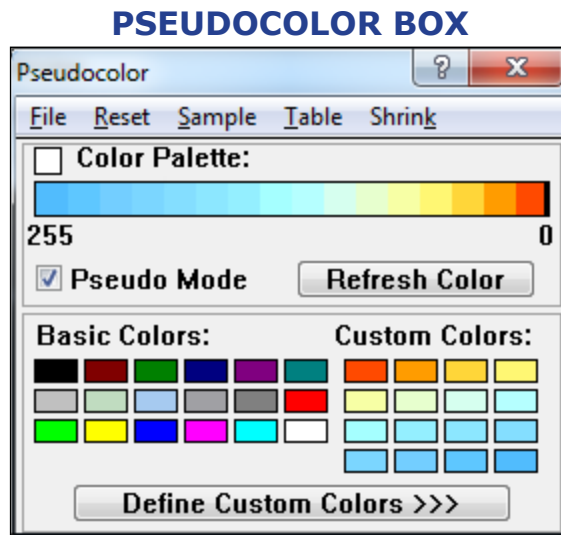 PSEUDOCOLOR BOX
Pseudocolor ? X
File Reset Sample Table Shrink
Color Palette:
255 0
Pseudo Mode Refresh Color
Basic Colors: Custom Colors:
Define Custom Colors >>>